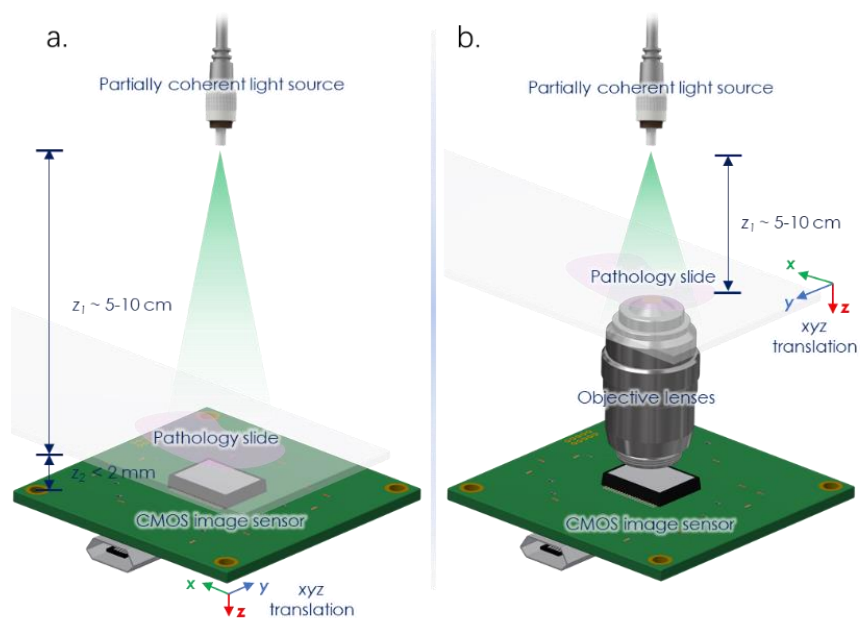 a.
Partially coherent light source
z₁ ~ 5-10 cm
Pathology slide
z₂ < 2 mm
CMOS image sensor
x
y
z
xyz
translation
b.
Partially coherent light source
z₁ ~ 5-10 cm
Pathology slide
x
y
z
xyz
translation
Objective lenses
CMOS image sensor